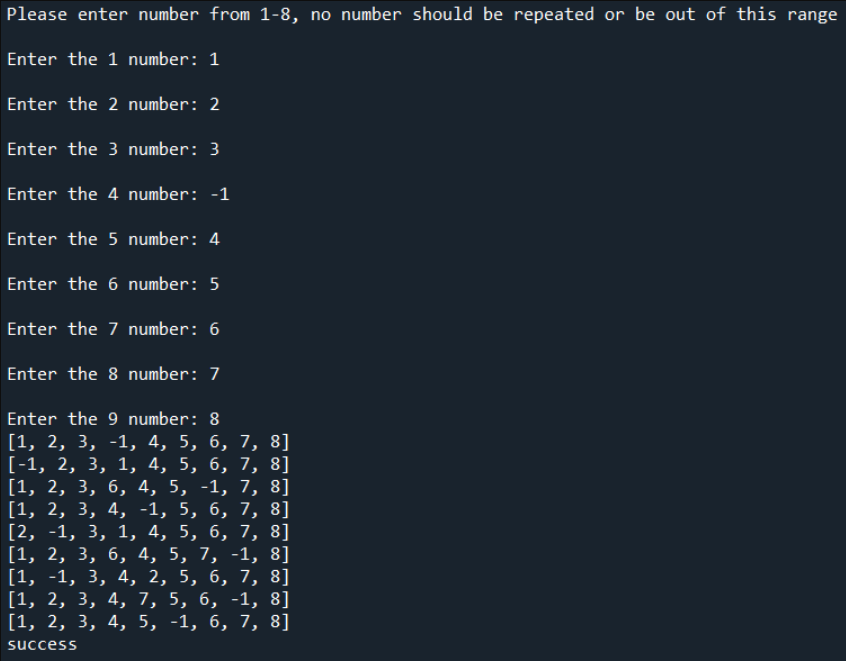 Please enter number from 1-8, no number should be repeated or be out of this range
Enter the 1 number: 1
Enter the 2 number: 2
Enter the 3 number: 3
Enter the 4 number: -1
Enter the 5 number: 4
Enter the 6 number: 5
Enter the 7 number: 6
Enter the 8 number: 7
Enter the 9 number: 8
[1, 2, 3, -1, 4, 5, 6, 7, 8]
[-1, 2, 3, 1, 4, 5, 6, 7, 8]
[1, 2, 3, 6, 4, 5, -1, 7, 8]
[1, 2, 3, 4, -1, 5, 6, 7, 8]
[2, -1, 3, 1, 4, 5, 6, 7, 8]
[1, 2, 3, 6, 4, 5, 7, -1, 8]
[1, -1, 3, 4, 2, 5, 6, 7, 8]
[1, 2, 3, 4, 7, 5, 6, -1, 8]
[1, 2, 3, 4, 5, -1, 6, 7, 8]
success